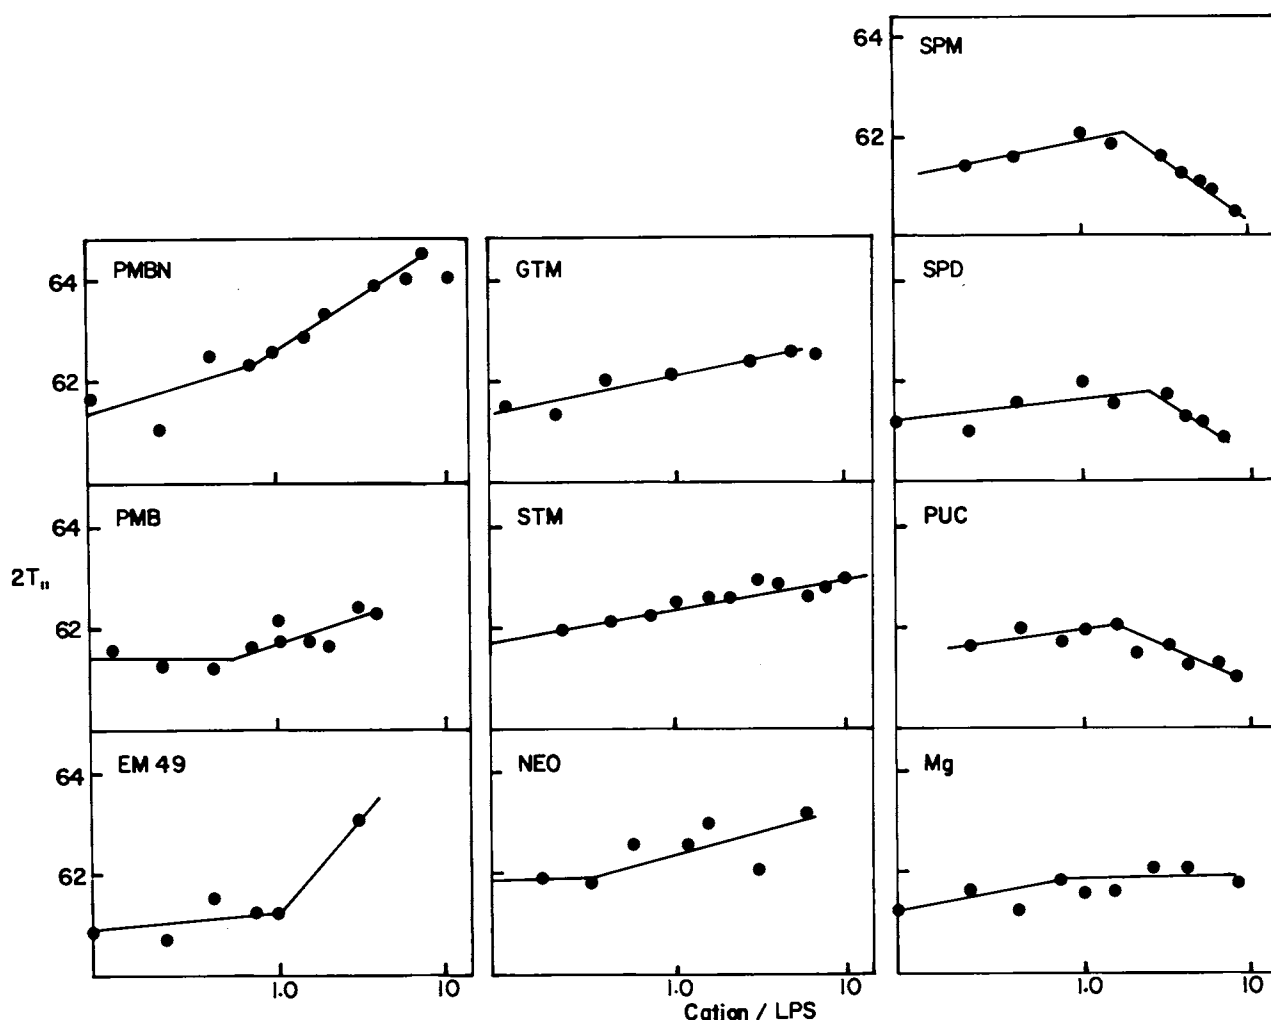 64
SPM
62
PMBN
GTM
SPD
64
62
PMB
STM
PUC
64
2T,,
62
EM 49
NEO
Mg
64
62
1.0
10
1.0
10
1.0
10
Cation / LPS